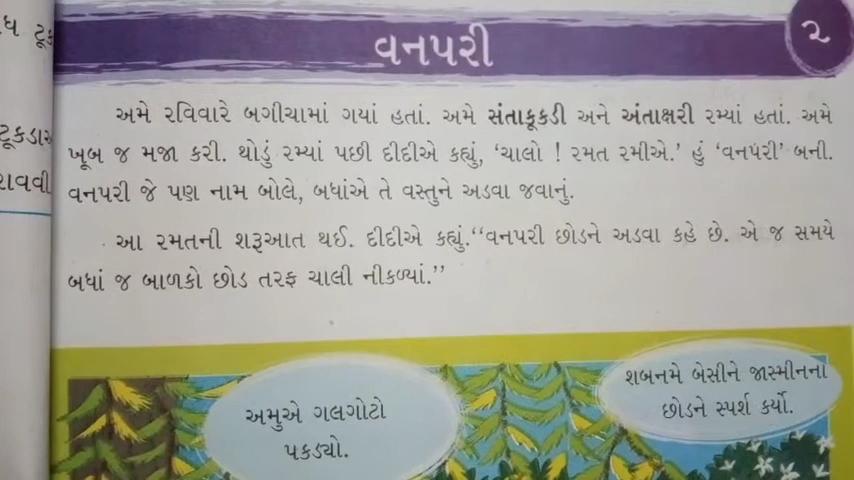 વનપરી
૨
અમે રવિવારે બગીચામાં ગયાં હતાં. અમે સંતાકૂકડી અને અંતાક્ષરી રમ્યાં હતાં. અમે
ખૂબ જ મજા કરી. થોડું રમ્યાં પછી દીદીએ કહ્યું, ‘ચાલો ! રમત રમીએ.’ હું ‘વનપરી’ બની.
વનપરી જે પણ નામ બોલે, બધાંએ તે વસ્તુને અડવા જવાનું.
આ રમતની શરૂઆત થઈ. દીદીએ કહ્યું.“વનપરી છોડને અડવા કહે છે. એ જ સમયે
બધાં જ બાળકો છોડ તરફ ચાલી નીકળ્યાં.”
અમુએ ગલગોટો
પકડ્યો.
શબનમે બેસીને જાસ્મીનના
છોડને સ્પર્શ કર્યો.